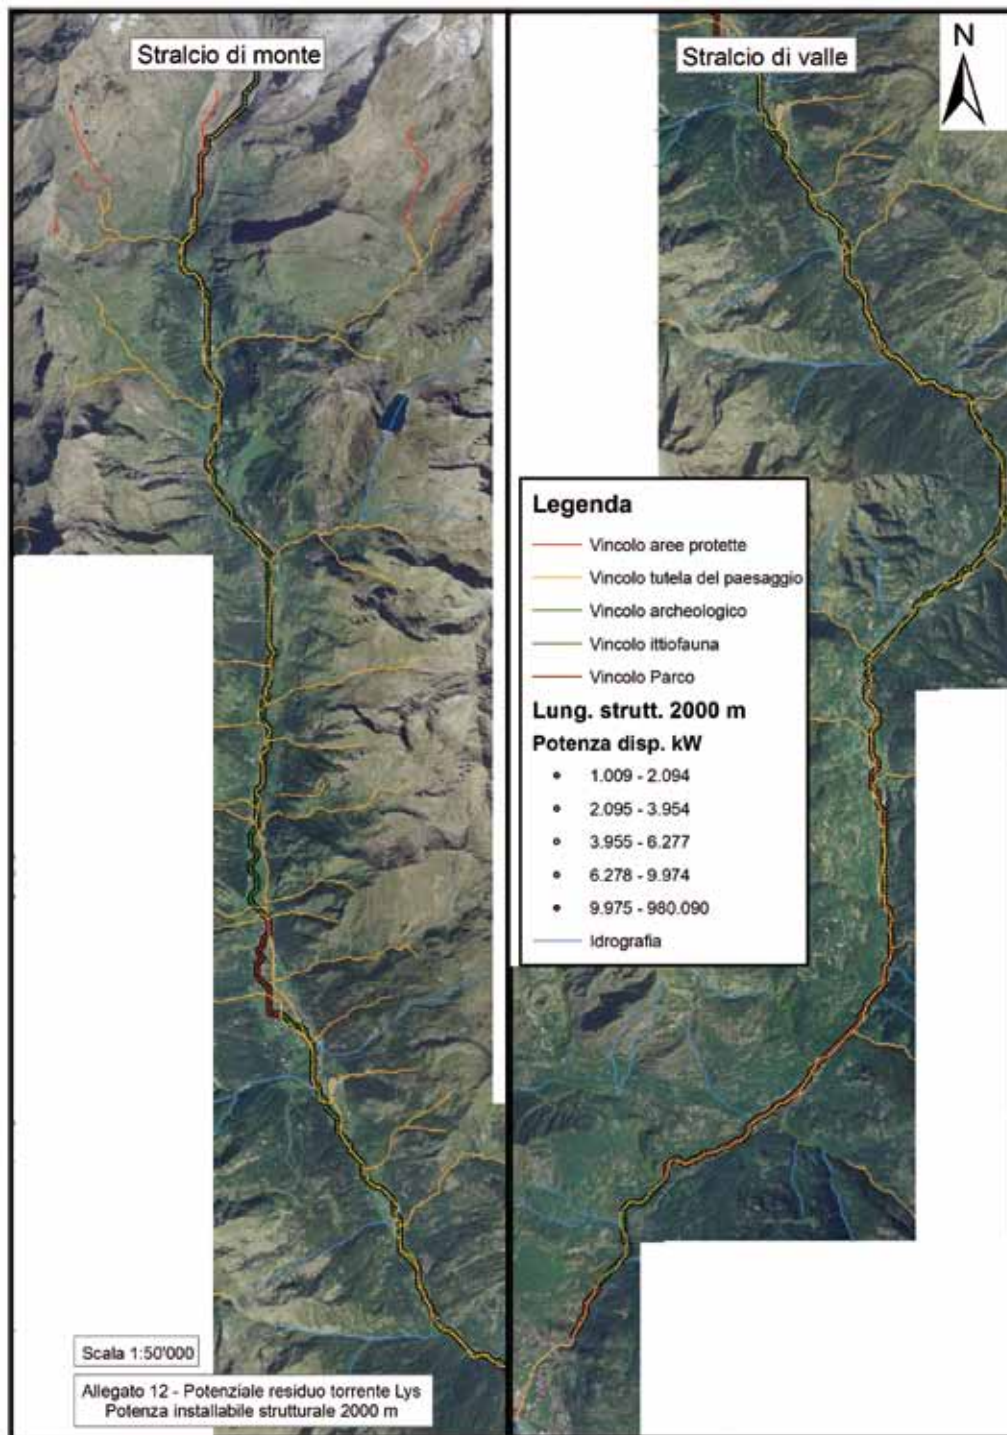 Stralcio di monte
Stralcio di valle
N
Legenda
Vincolo aree protette
Vincolo tutela del paesaggio
Vincolo archeologico
Vincolo ittiofauna
Vincolo Parco
Lung. strutt. 2000 m
Potenza disp. kW
1.009 - 2.094
2.095 - 3.954
3.955 - 6.277
6.278 - 9.974
9.975 - 980.090
Idrografia
Scala 1:50'000
Allegato 12 - Potenziale residuo torrente Lys
Potenza installabile strutturale 2000 m